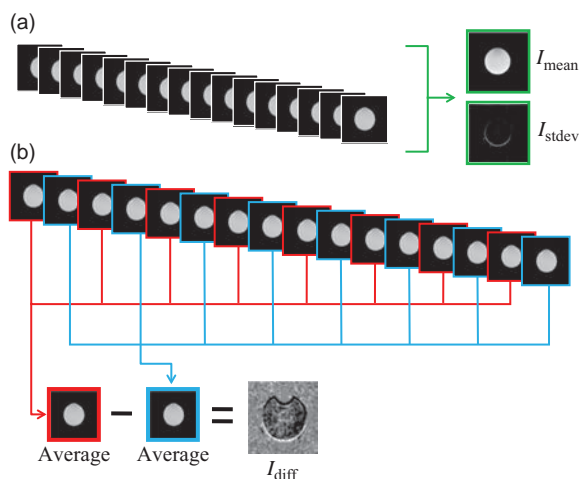 (a)
I_mean
I_stdev
(b)
Average
Average
I_diff